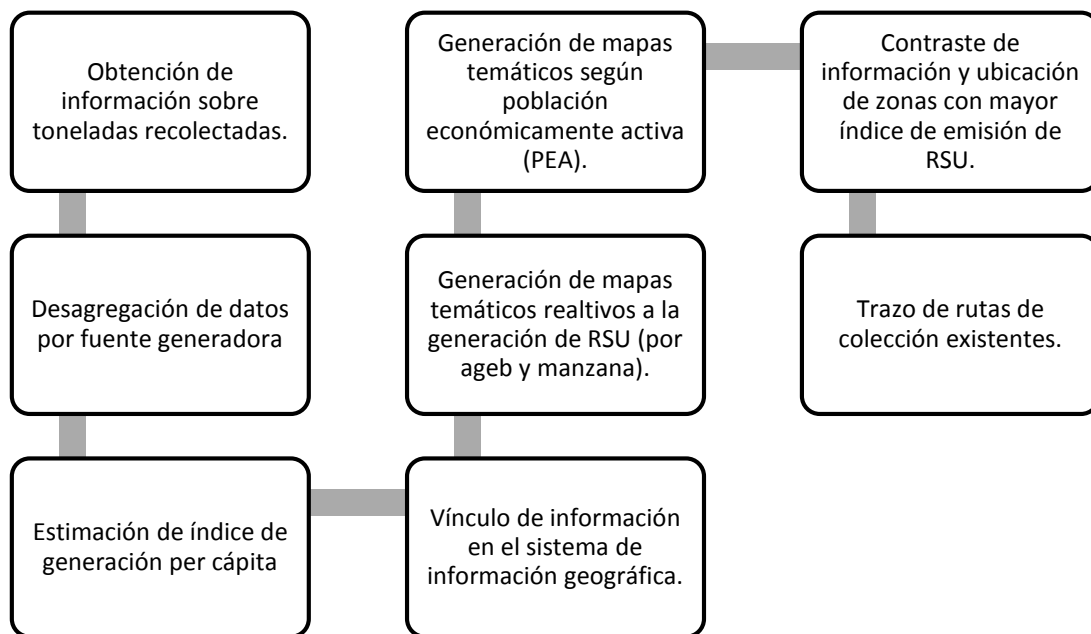 Obtención de
información sobre
toneladas recolectadas.
Desagregación de datos
por fuente generadora
Estimación de índice de
generación per cápita
Vínculo de información
en el sistema de
información geográfica.
Generación de mapas
temáticos realtivos a la
generación de RSU (por
ageb y manzana).
Generación de mapas
temáticos según
población
económicamente activa
(PEA).
Contraste de
información y ubicación
de zonas con mayor
índice de emisión de
RSU.
Trazo de rutas de
colección existentes.